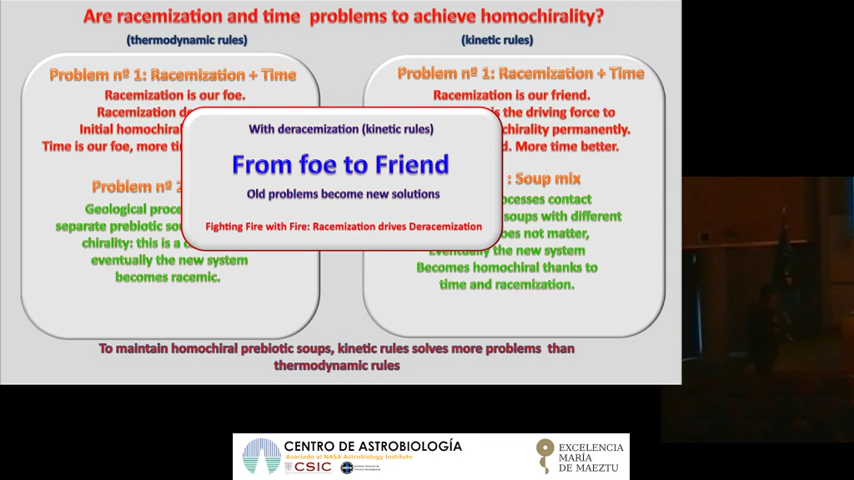 Are racemization and time problems to achieve homochirality?
(thermodynamic rules)
(kinetic rules)
Problem nº 1: Racemization + Time
Racemization is our foe.
Racemization
Initial
Time is our foe, more
Problem nº 2
Geological
separate prebiotic
chirality: this is a
eventually the new system
becomes racemic.
Problem nº 1: Racemization + Time
Racemization is our friend.
is the driving force to
permanently.
More time better.
: Soup mix
contact
soups with different
not matter,
Eventually the new system
Becomes homochiral thanks to
time and racemization.
With deracemization (kinetic rules)
From foe to Friend
Old problems become new solutions
Fighting Fire with Fire: Racemization drives Deracemization
To maintain homochiral prebiotic soups, kinetic rules solves more problems than
thermodynamic rules
CENTRO DE ASTROBIOLOGÍA
Asociado al NASA Astrobiology Institute
CSIC
EXCELENCIA
MARÍA
DE MAEZTU